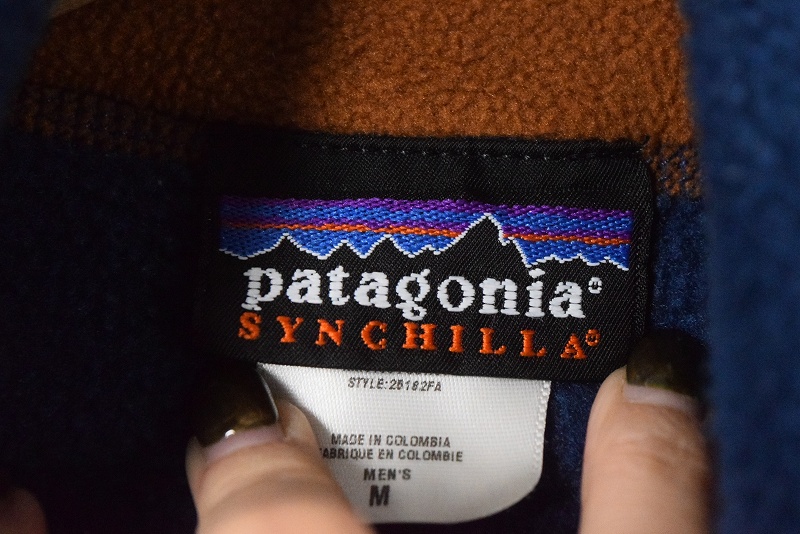 patagonia®
SYNCHILLA®
STYLE:25182FA
MADE IN COLOMBIA
FABRIQUE EN COLOMBIE
MEN'S
M